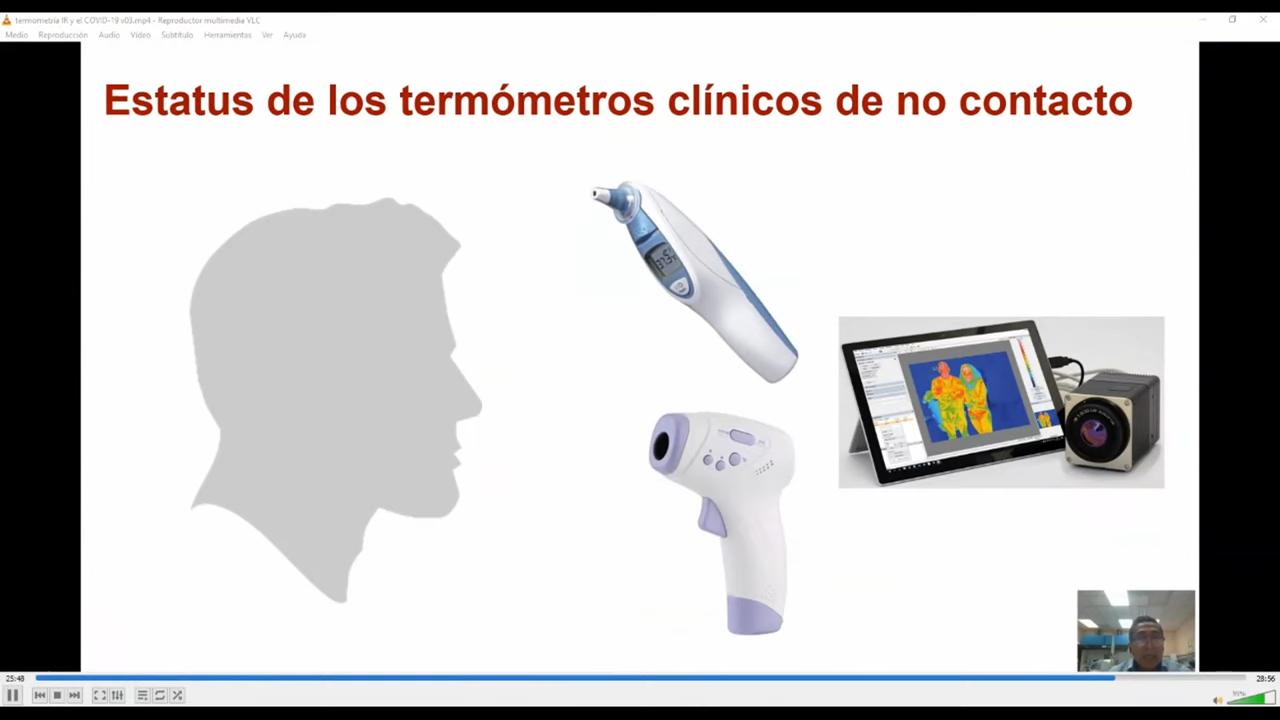 termometría IR y el COVID-19 v03.mp4 - Reproductor multimedia VLC
Medio Reproducción Audio Vídeo Subtítulo Herramientas Ver Ayuda
Estatus de los termómetros clínicos de no contacto
25:48
28:56